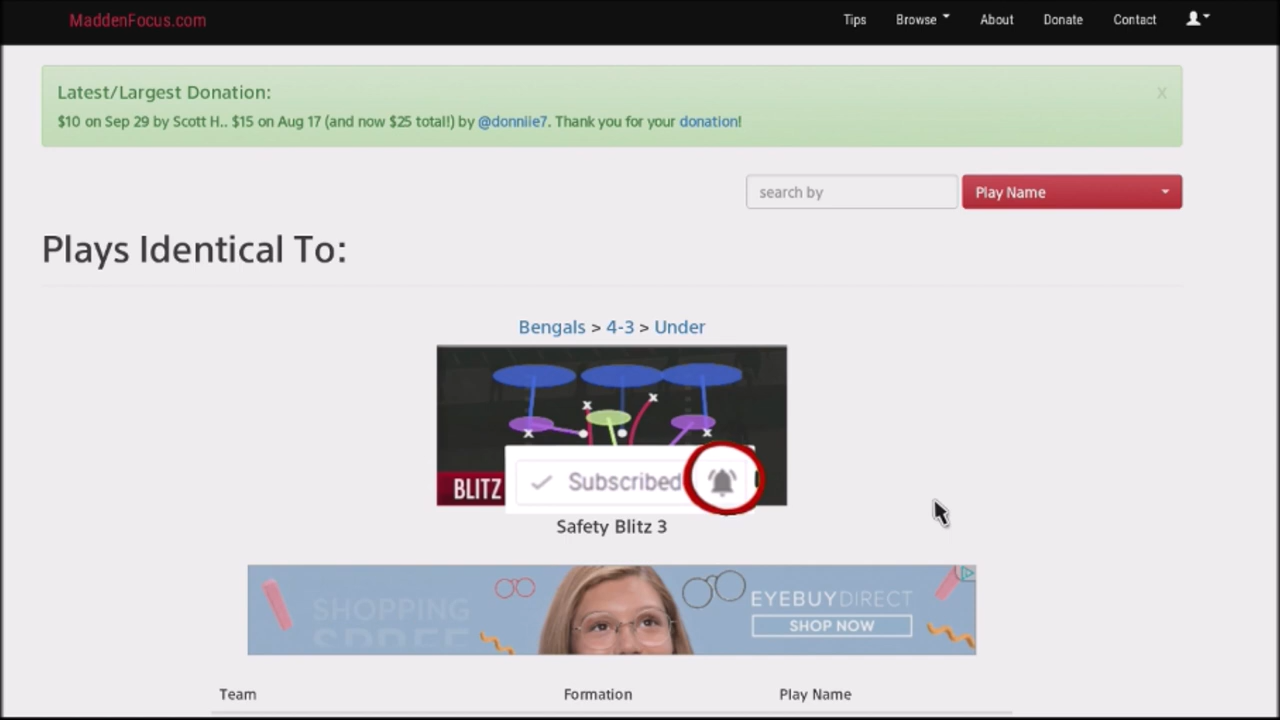 MaddenFocus.com
Tips Browse About Donate Contact
Latest/Largest Donation:
x
$10 on Sep 29 by Scott H.. $15 on Aug 17 (and now $25 total!) by @donniie7. Thank you for your donation!
search by Play Name
Plays Identical To:
Bengals > 4-3 > Under
BLITZ
Subscribed
Safety Blitz 3
SHOPPING
SPREE
EYEBUYDIRECT
SHOP NOW
Team Formation Play Name